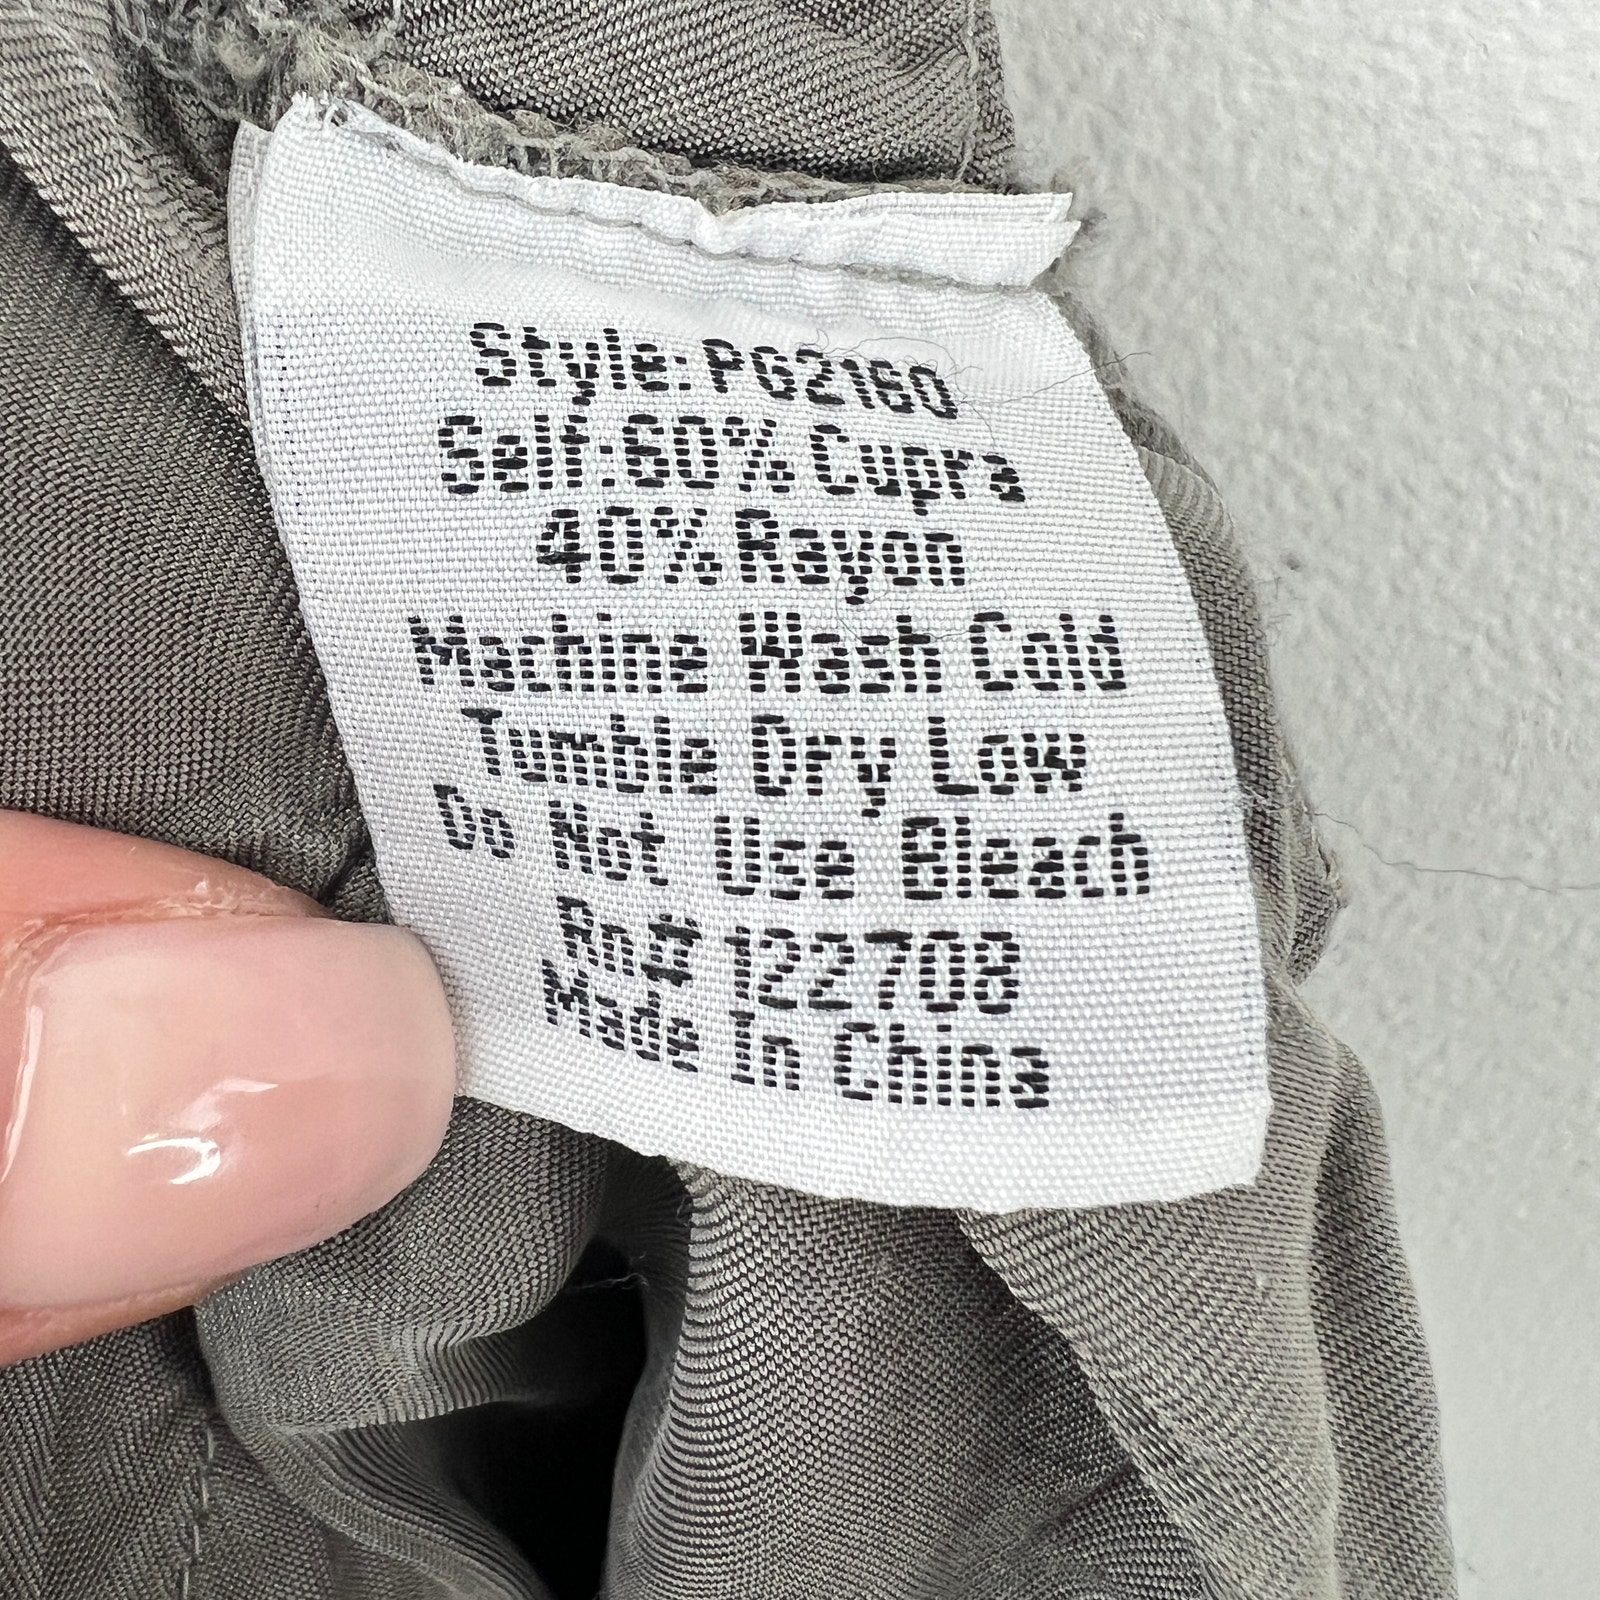 Style: PG2160
Self: 60% Cupra
40% Rayon
Machine Wash Cold
Tumble Dry Low
Do Not Use Bleach
Rn# 122708
Made In China